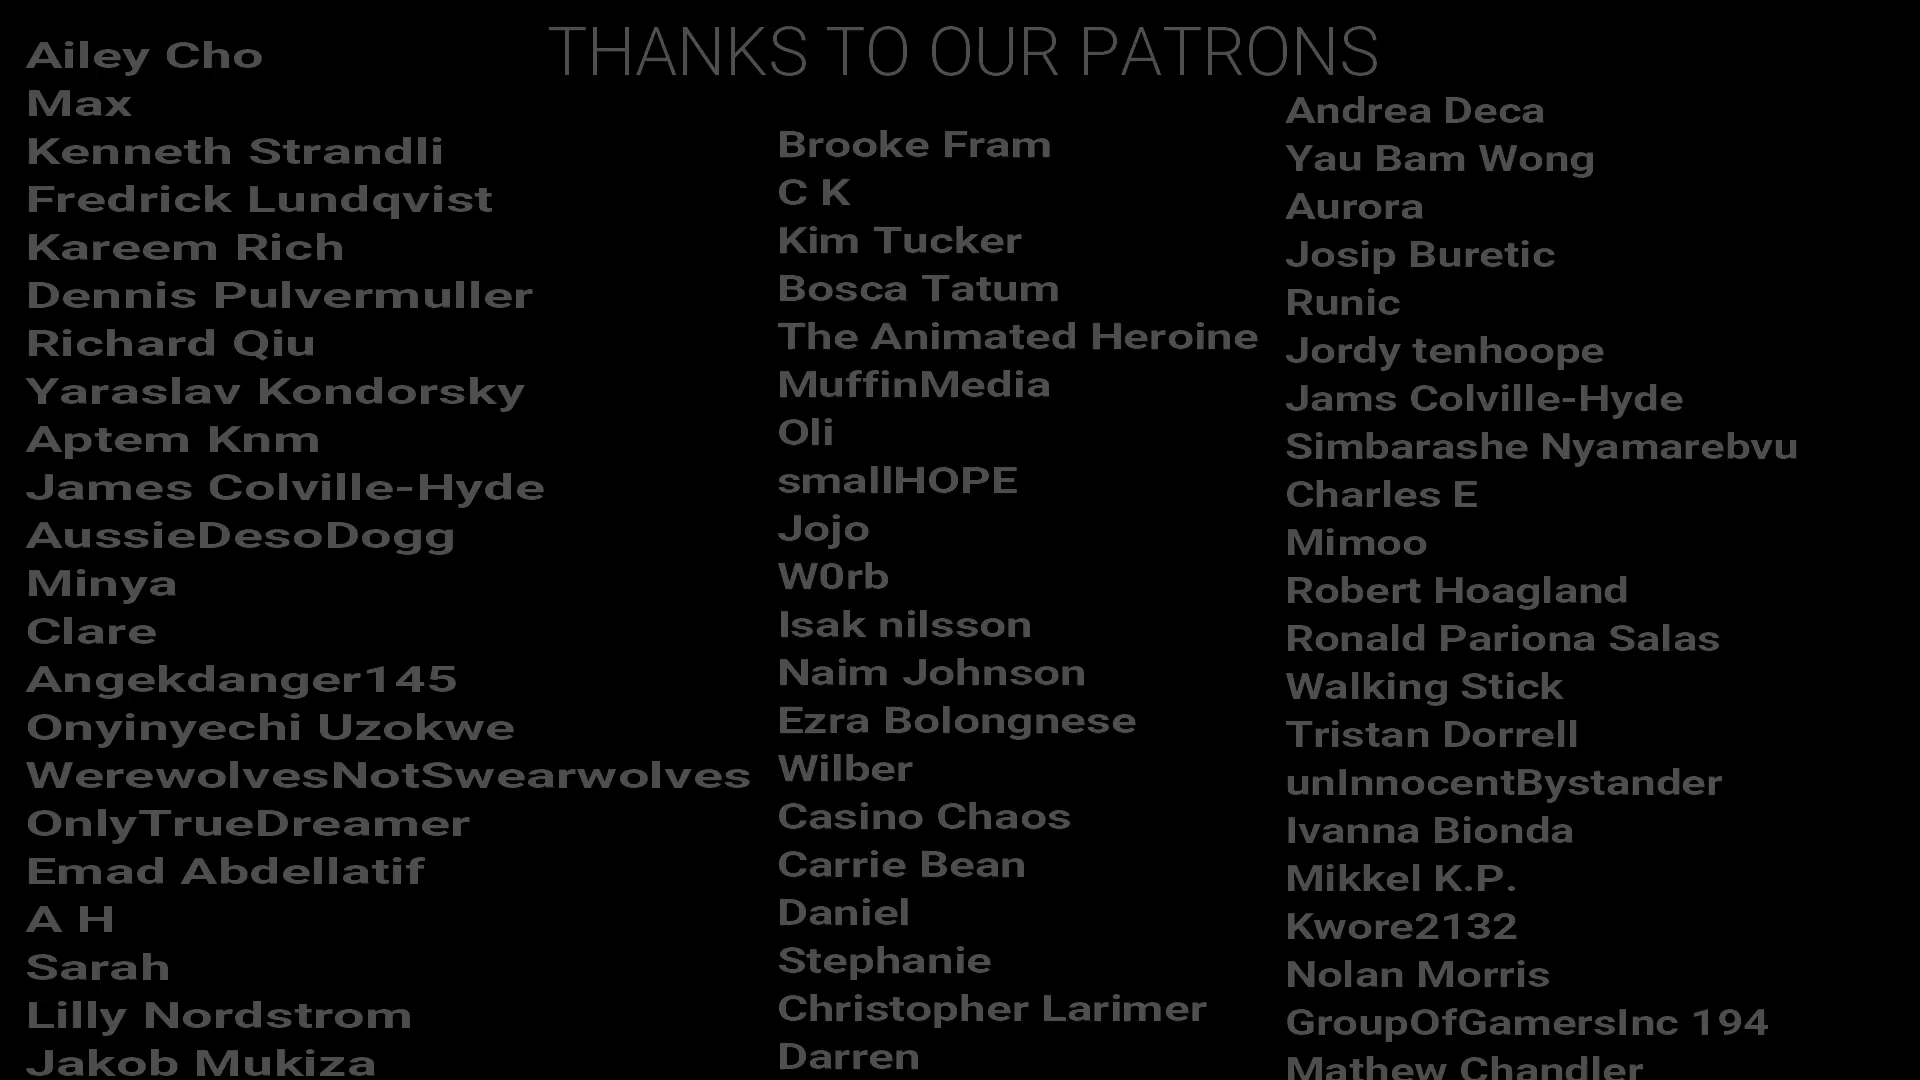 THANKS TO OUR PATRONS
Ailey Cho
Max
Kenneth Strandli
Fredrick Lundqvist
Kareem Rich
Dennis Pulvermuller
Richard Qiu
Yaraslav Kondorsky
Aptem Knm
James Colville-Hyde
AussieDesoDogg
Minya
Clare
Angekdanger145
Onyinyechi Uzokwe
WerewolvesNotSwearwolves
OnlyTrueDreamer
Emad Abdellatif
A H
Sarah
Lilly Nordstrom
Jakob Mukiza
Brooke Fram
C K
Kim Tucker
Bosca Tatum
The Animated Heroine
MuffinMedia
Oli
smallHOPE
Jojo
W0rb
Isak nilsson
Naim Johnson
Ezra Bolongnese
Wilber
Casino Chaos
Carrie Bean
Daniel
Stephanie
Christopher Larimer
Darren
Andrea Deca
Yau Bam Wong
Aurora
Josip Buretic
Runic
Jordy tenhoope
Jams Colville-Hyde
Simbarashe Nyamarebvu
Charles E
Mimoo
Robert Hoagland
Ronald Pariona Salas
Walking Stick
Tristan Dorrell
unInnocentBystander
Ivanna Bionda
Mikkel K.P.
Kwore2132
Nolan Morris
GroupOfGamersInc 194
Mathew Chandler